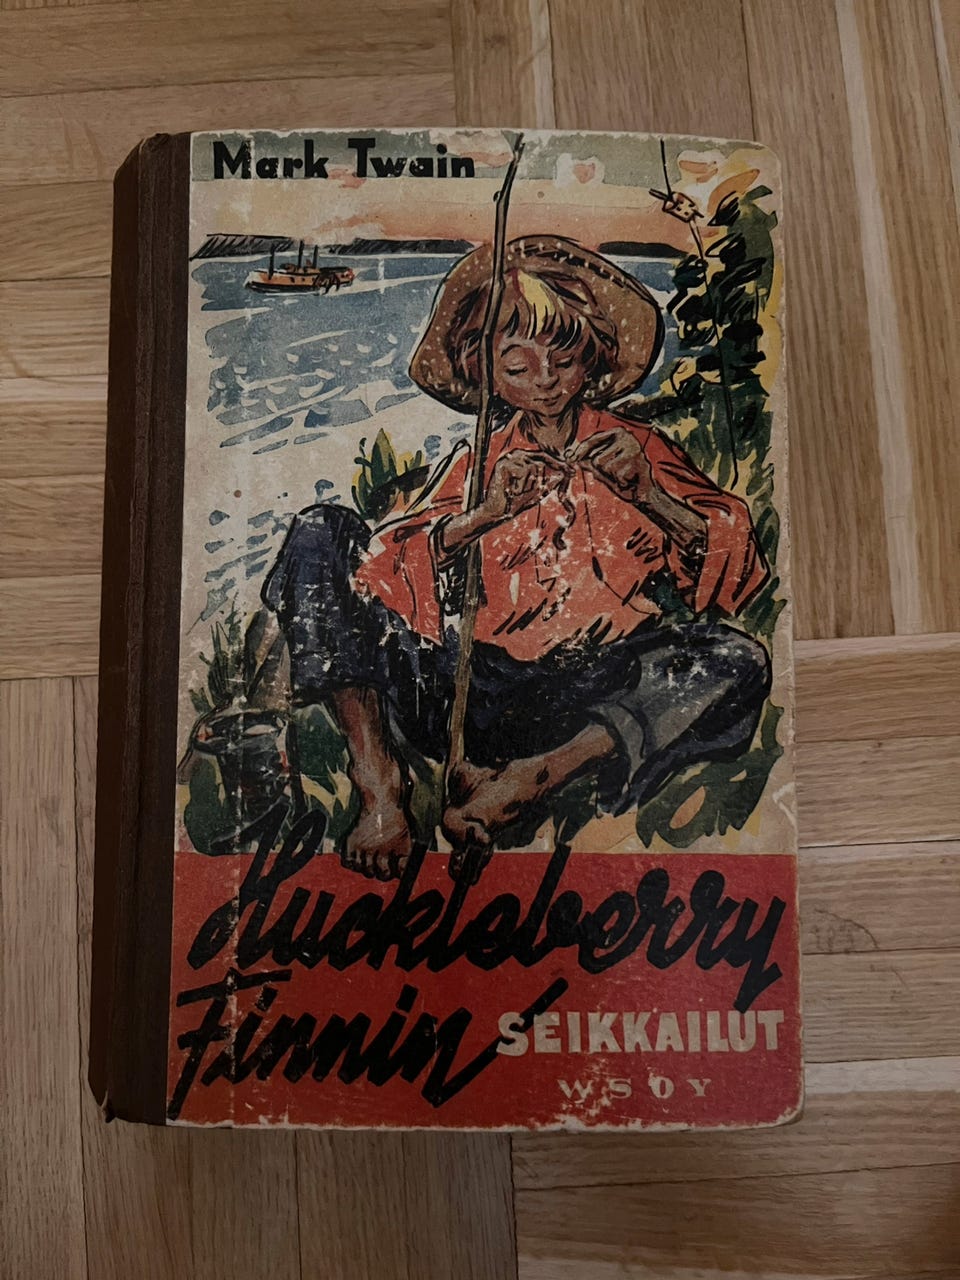 Mark Twain
Huckleberry
Finnin
SEIKKAILUT
WSOY